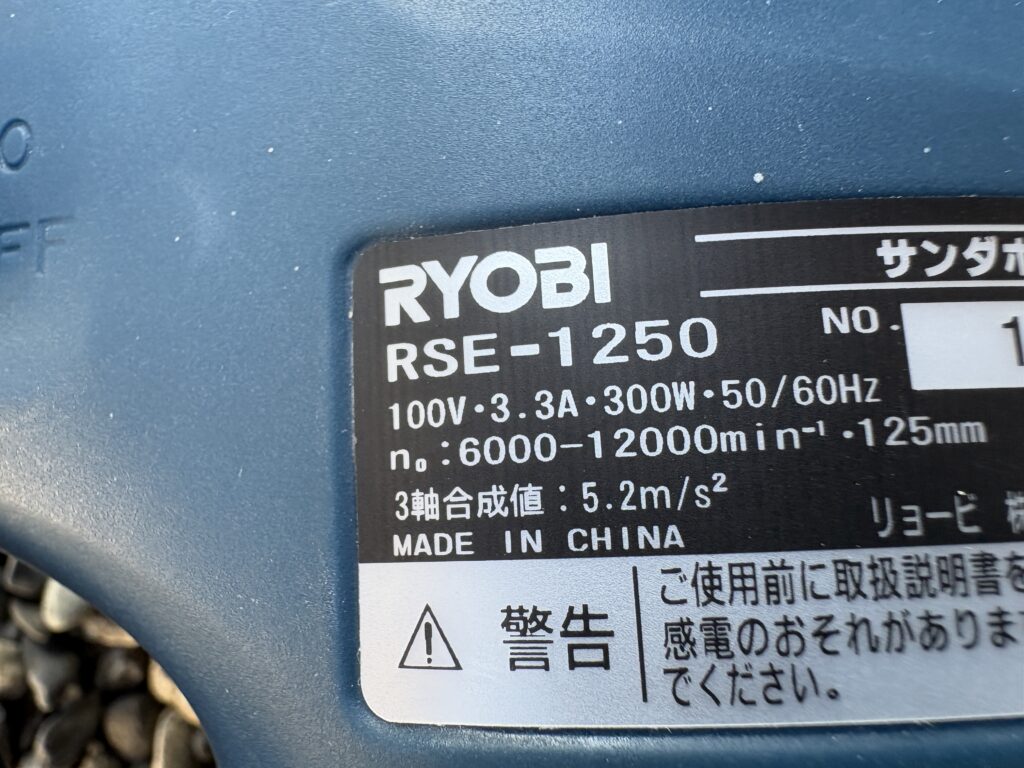 O
FF
RYOBI
サンダポ
RSE-1250
NO. 1
100V・3.3A・300W・50/60Hz
n₀:6000-12000min⁻¹・125mm
3軸合成値:5.2m/s²
リョービ 株
MADE IN CHINA
警告
ご使用前に取扱説明書を
感電のおそれがありま
でください。